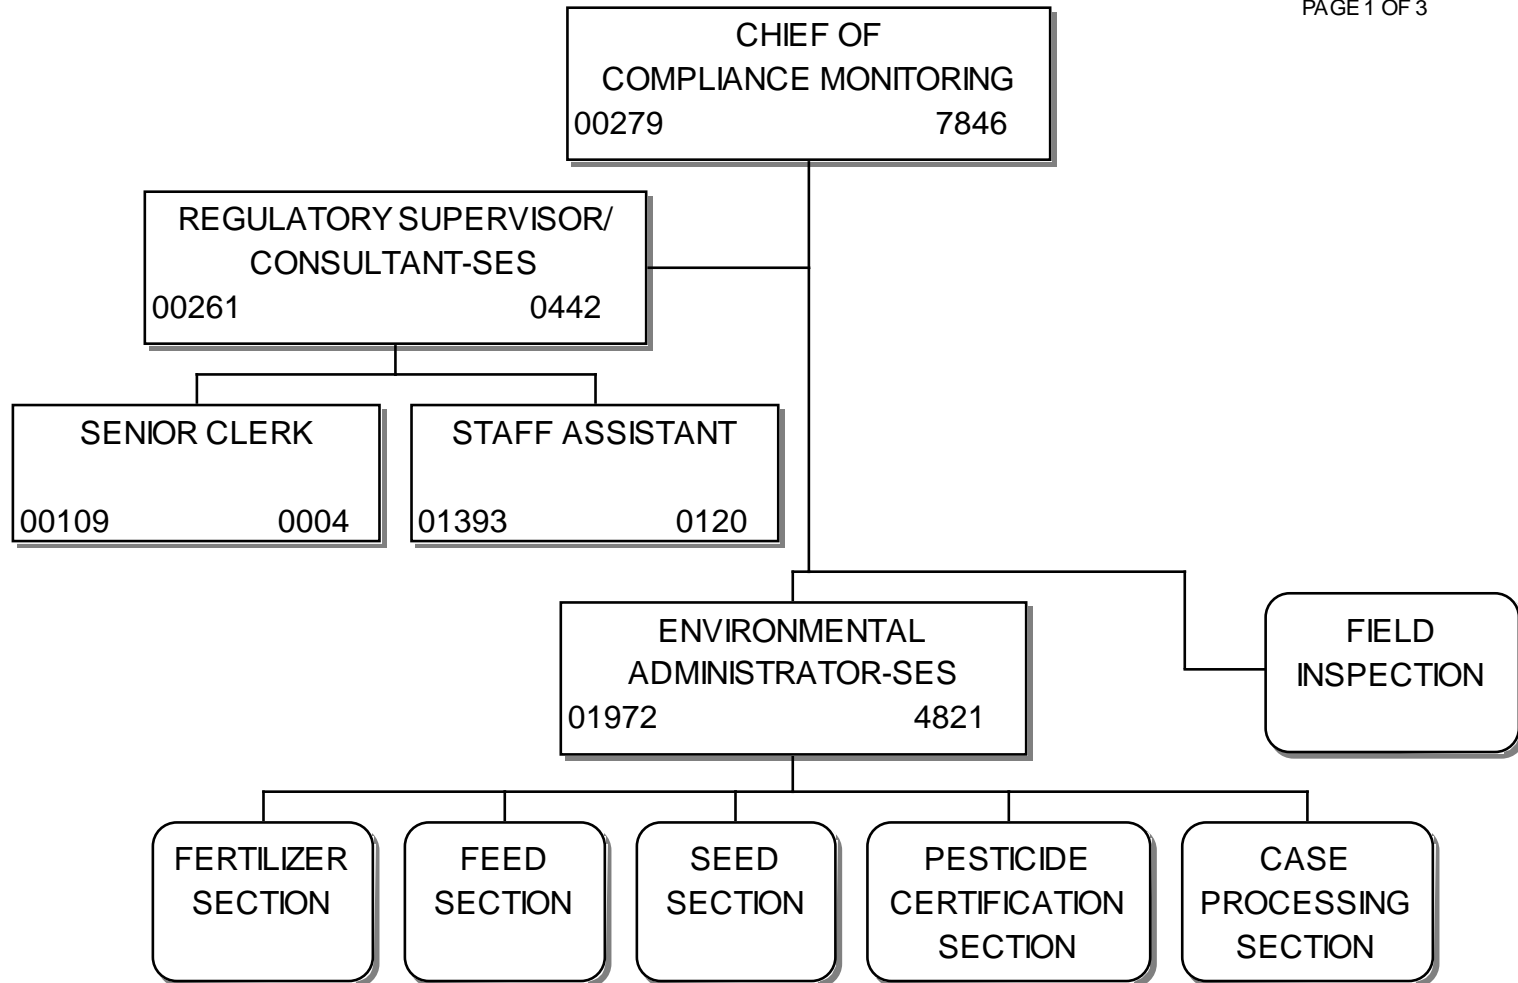 PAGE 1 OF 3
CHIEF OF
COMPLIANCE MONITORING
00279 7846
REGULATORY SUPERVISOR/
CONSULTANT-SES
00261 0442
SENIOR CLERK
00109 0004
STAFF ASSISTANT
01393 0120
ENVIRONMENTAL
ADMINISTRATOR-SES
01972 4821
FIELD
INSPECTION
FERTILIZER
SECTION
FEED
SECTION
SEED
SECTION
PESTICIDE
CERTIFICATION
SECTION
CASE
PROCESSING
SECTION